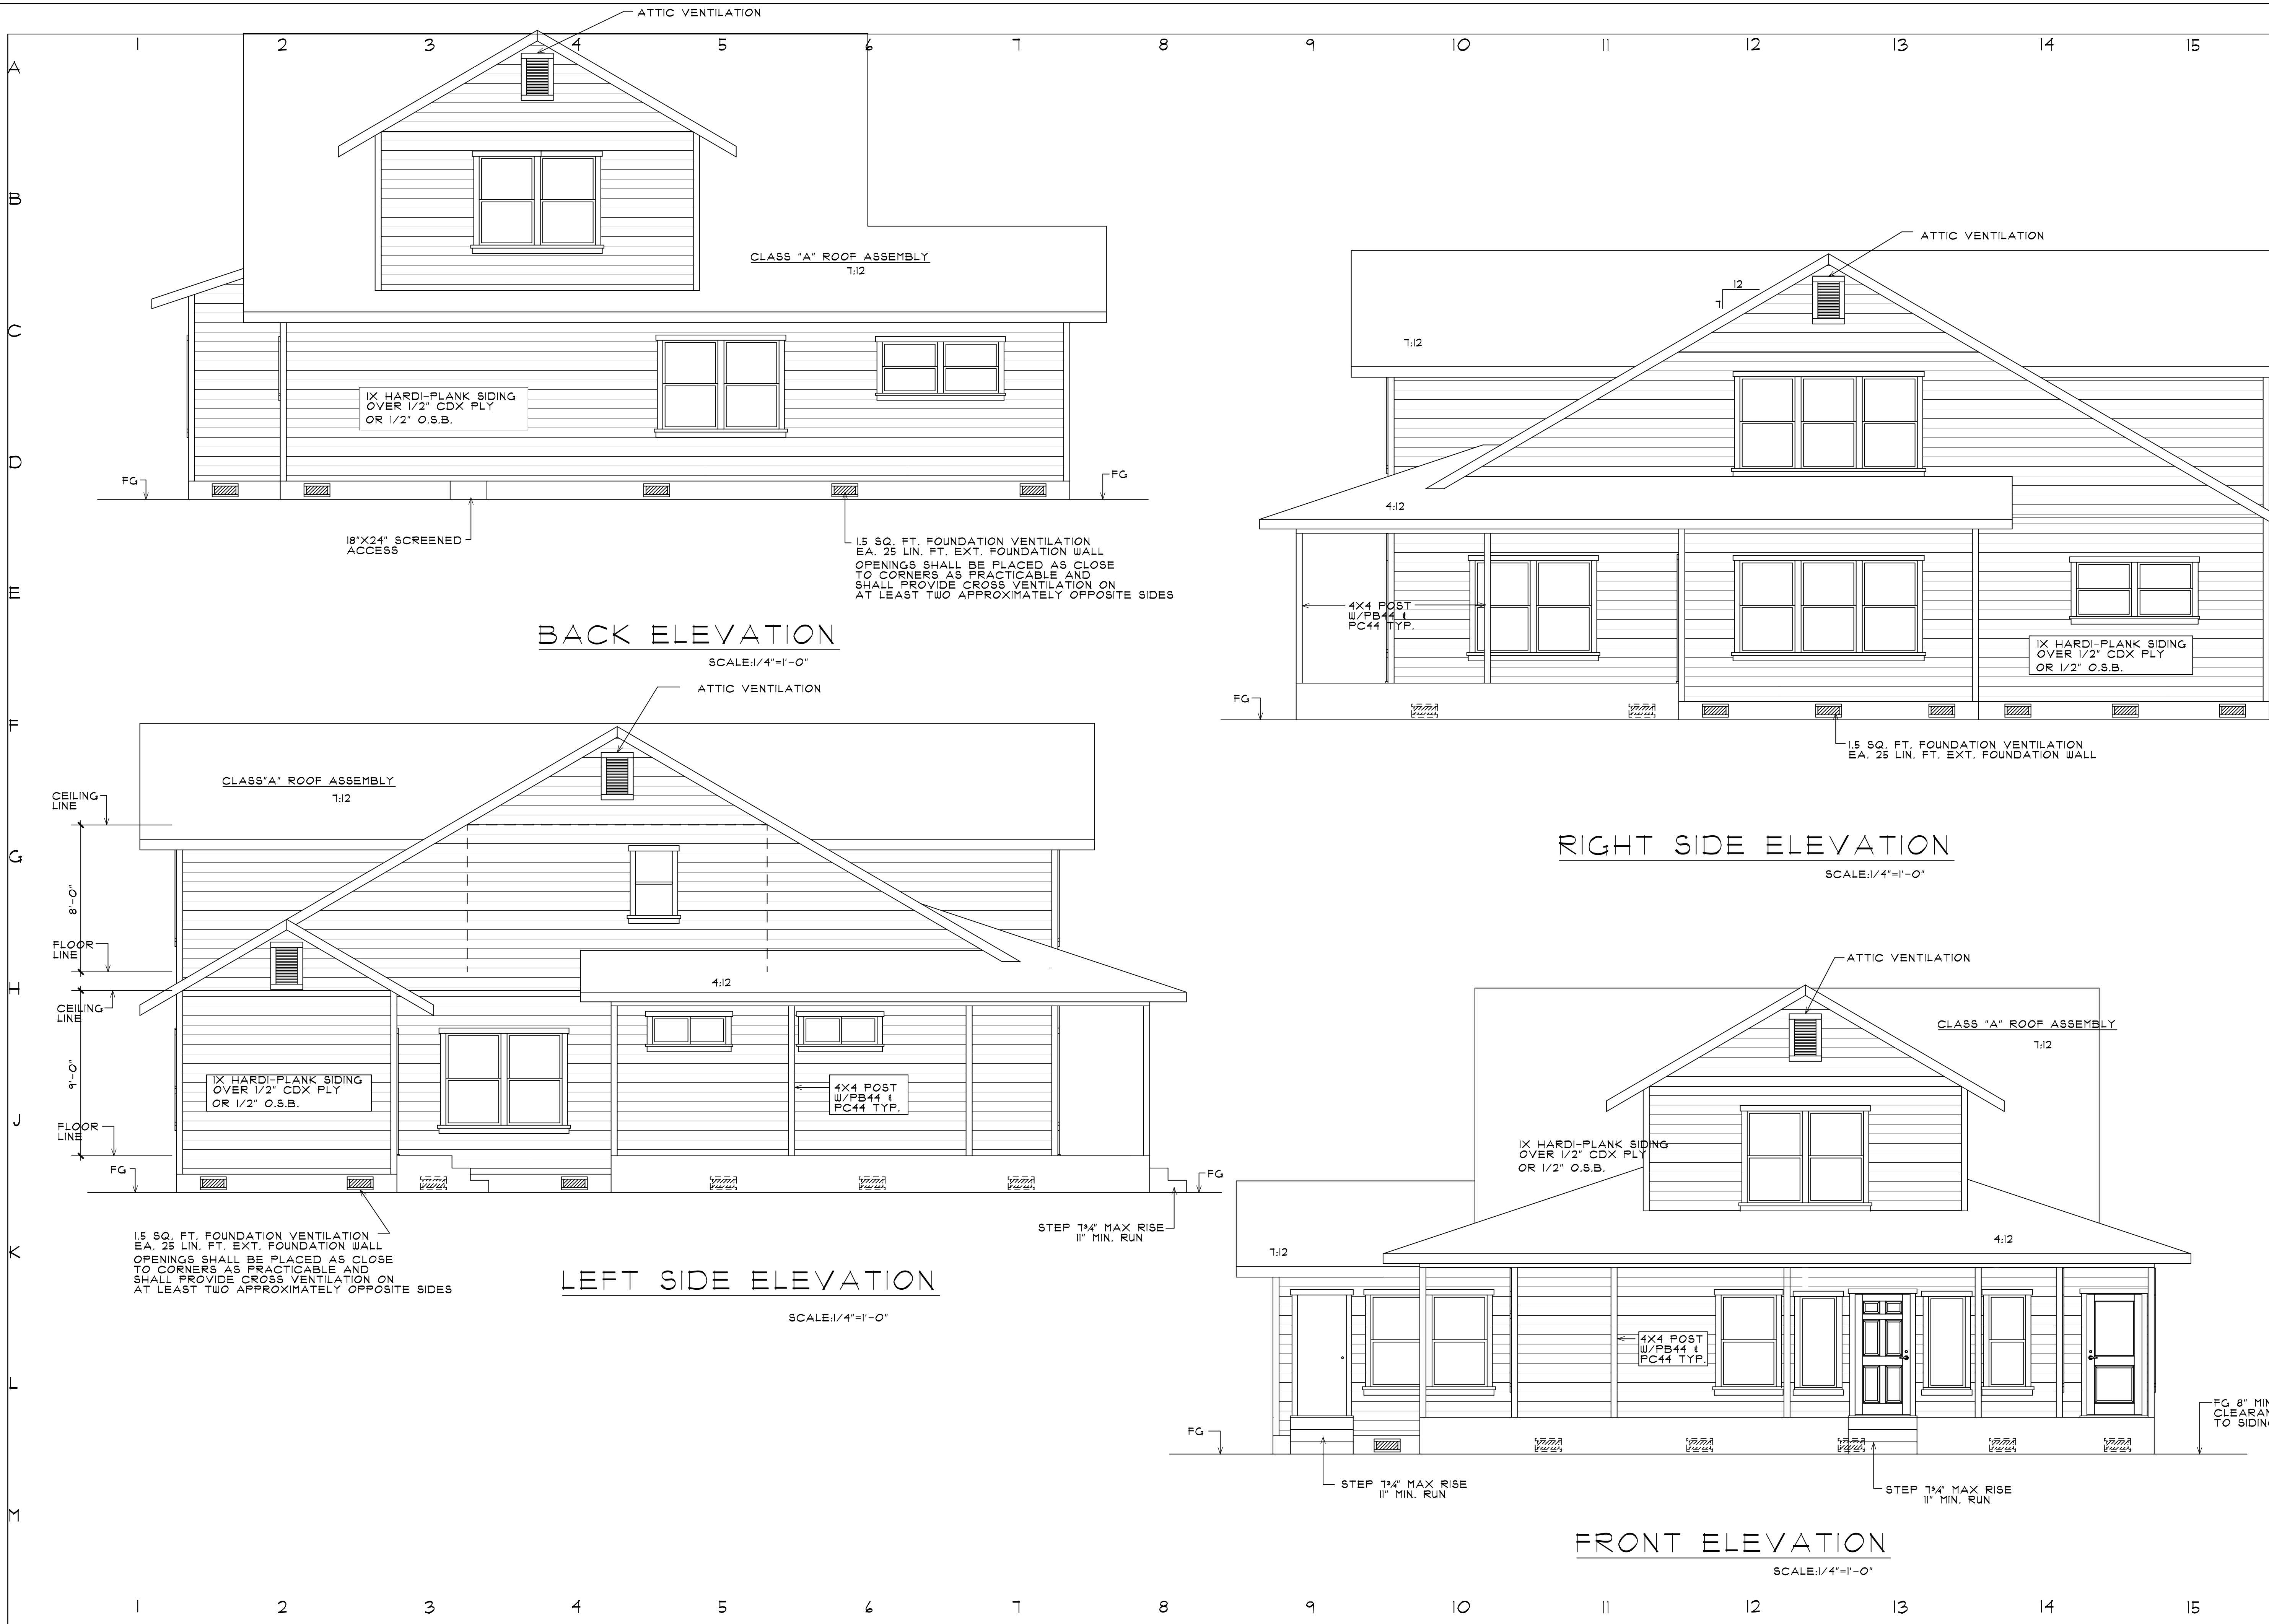 ATTIC VENTILATION
1 2 3 4 5 6 7 8 9 10 11 12 13 14 15
A
B
C
D
E
F
G
H
J
K
L
M
CLASS "A" ROOF ASSEMBLY
7:12
1X HARDI-PLANK SIDING
OVER 1/2" CDX PLY
OR 1/2" O.S.B.
FG
FG
18"X24" SCREENED
ACCESS
1.5 SQ. FT. FOUNDATION VENTILATION
EA. 25 LIN. FT. EXT. FOUNDATION WALL
OPENINGS SHALL BE PLACED AS CLOSE
TO CORNERS AS PRACTICABLE AND
SHALL PROVIDE CROSS VENTILATION ON
AT LEAST TWO APPROXIMATELY OPPOSITE SIDES
BACK ELEVATION
SCALE:1/4"=1'-0"
ATTIC VENTILATION
12
7
7:12
4:12
4X4 POST
W/PB44 &
PC44 TYP.
1X HARDI-PLANK SIDING
OVER 1/2" CDX PLY
OR 1/2" O.S.B.
FG
1.5 SQ. FT. FOUNDATION VENTILATION
EA. 25 LIN. FT. EXT. FOUNDATION WALL
RIGHT SIDE ELEVATION
SCALE:1/4"=1'-0"
ATTIC VENTILATION
CLASS"A" ROOF ASSEMBLY
7:12
CEILING
LINE
8'-0"
FLOOR
LINE
CEILING
LINE
9'-0"
FLOOR
LINE
4:12
1X HARDI-PLANK SIDING
OVER 1/2" CDX PLY
OR 1/2" O.S.B.
4X4 POST
W/PB44 &
PC44 TYP.
FG
FG
1.5 SQ. FT. FOUNDATION VENTILATION
EA. 25 LIN. FT. EXT. FOUNDATION WALL
OPENINGS SHALL BE PLACED AS CLOSE
TO CORNERS AS PRACTICABLE AND
SHALL PROVIDE CROSS VENTILATION ON
AT LEAST TWO APPROXIMATELY OPPOSITE SIDES
STEP 7¾" MAX RISE
11" MIN. RUN
LEFT SIDE ELEVATION
SCALE:1/4"=1'-0"
ATTIC VENTILATION
CLASS "A" ROOF ASSEMBLY
7:12
1X HARDI-PLANK SIDING
OVER 1/2" CDX PLY
OR 1/2" O.S.B.
7:12
4:12
4X4 POST
W/PB44 &
PC44 TYP.
FG
FG 8" MIN
CLEARAN
TO SIDIN
STEP 7¾" MAX RISE
11" MIN. RUN
STEP 7¾" MAX RISE
11" MIN. RUN
FRONT ELEVATION
SCALE:1/4"=1'-0"
1 2 3 4 5 6 7 8 9 10 11 12 13 14 15